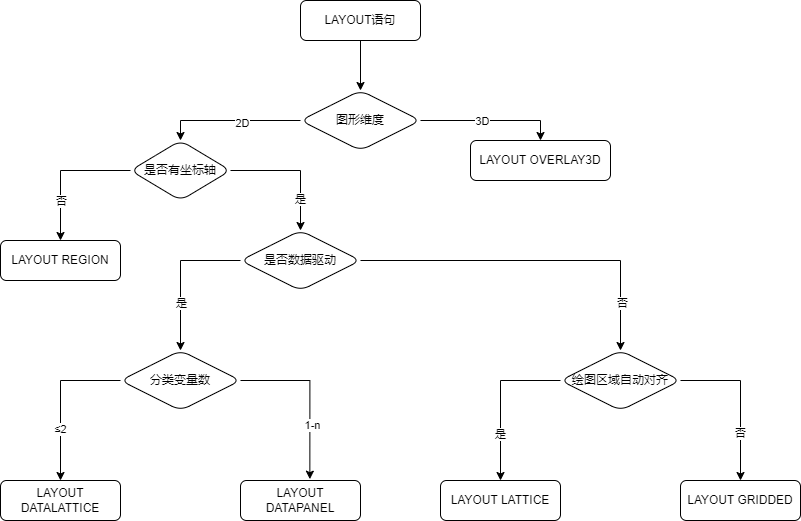 LAYOUT语句
图形维度
2D
3D
是否有坐标轴
LAYOUT OVERLAY3D
否
是
LAYOUT REGION
是否数据驱动
是
否
分类变量数
绘图区域自动对齐
≤2
1-n
是
否
LAYOUT
DATALATTICE
LAYOUT
DATAPANEL
LAYOUT LATTICE
LAYOUT GRIDDED